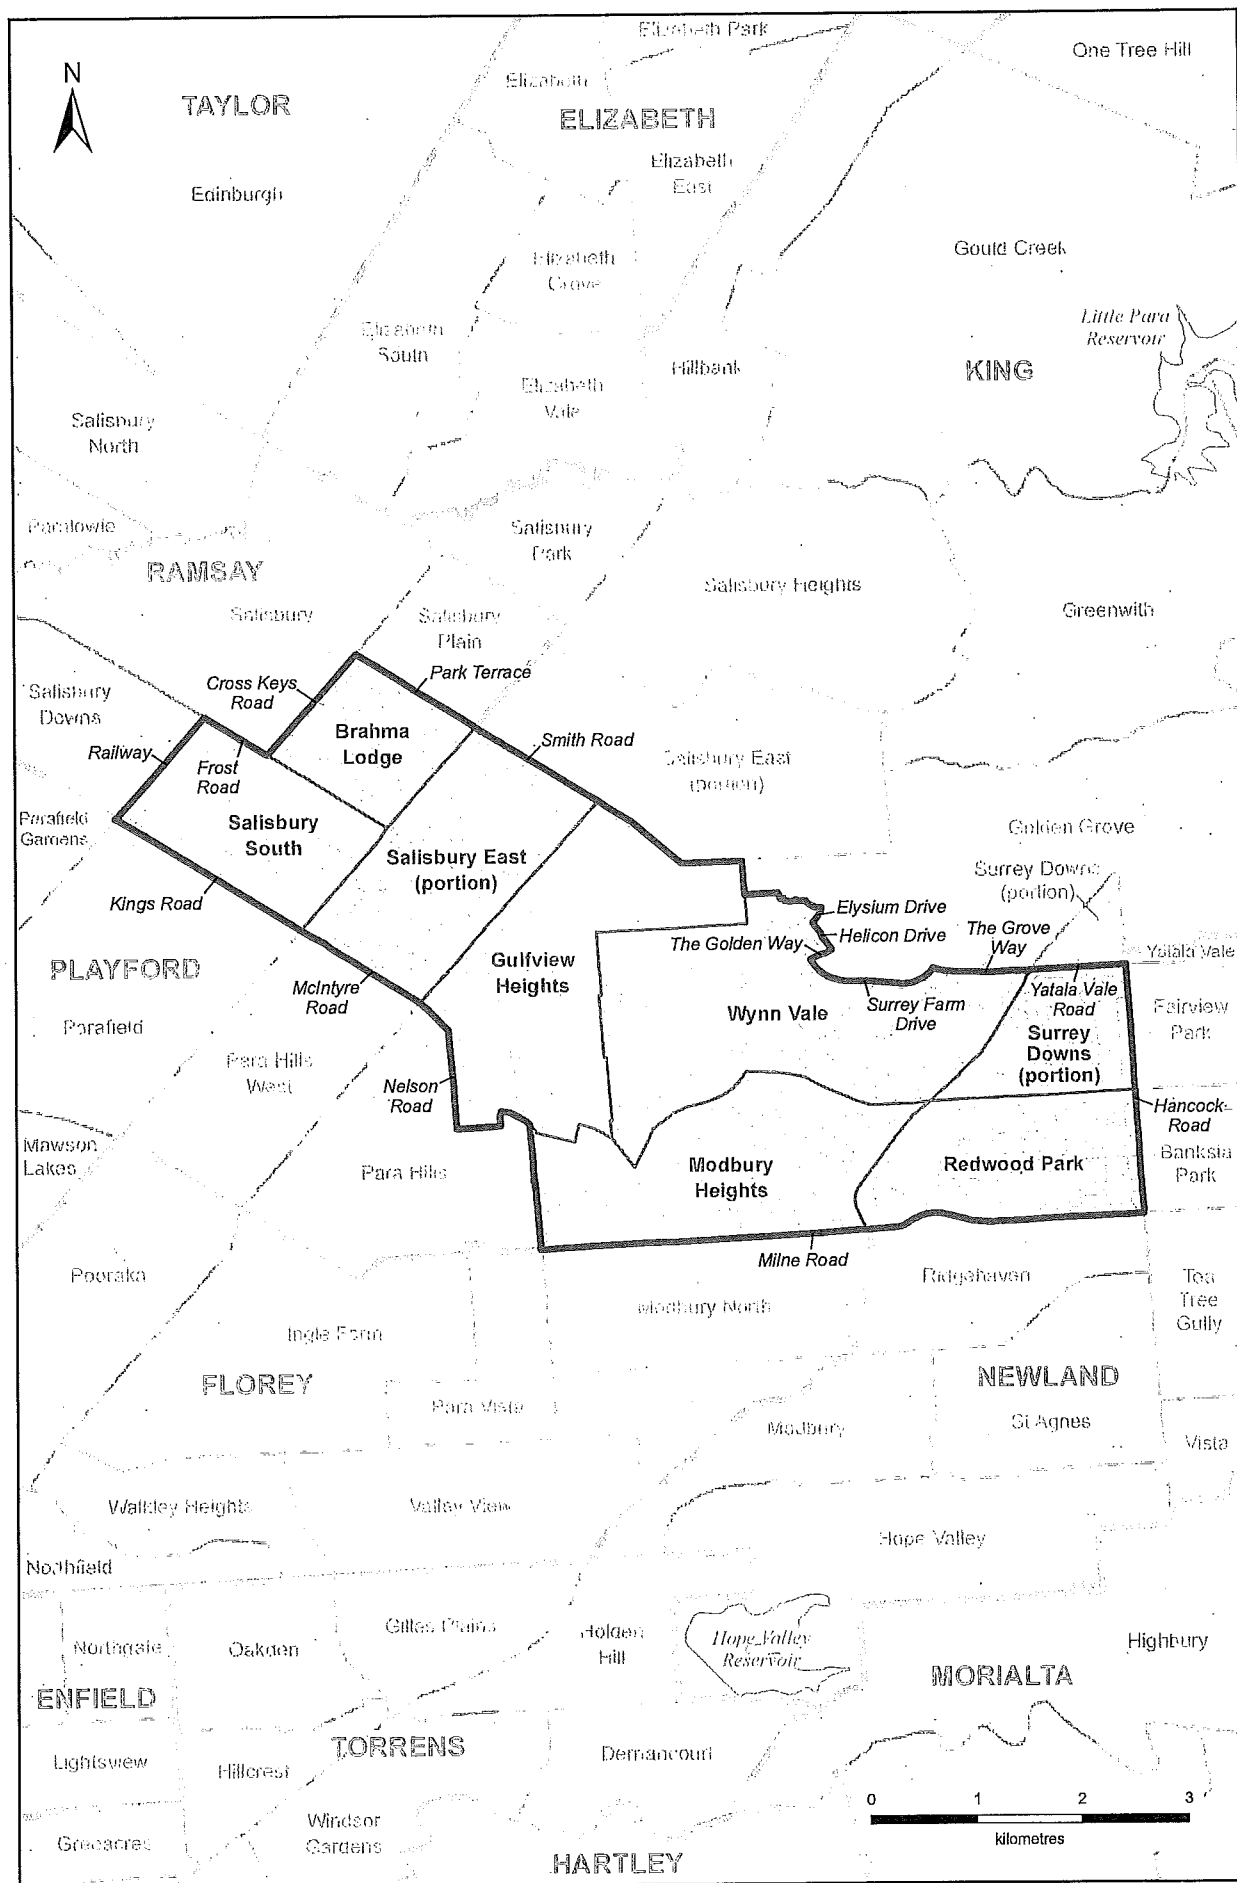 Elizabeth Park
One Tree Hill
N
Elizabeth
TAYLOR
ELIZABETH
Elizabeth
East
Edinburgh
Gould Creek
Elizabeth
Grove
Little Para
Reservoir
Elizabeth
South
Hillbank
KING
Elizabeth
Vale
Salisbury
North
Paralowie
Salisbury
Park
RAMSAY
Salisbury Heights
Greenwith
Salisbury
Salisbury
Plain
Cross Keys
Road
Park Terrace
Salisbury
Downs
Railway
Frost
Road
Brahma
Lodge
Smith Road
Salisbury East
(portion)
Parafield
Gardens
Salisbury
South
Golden Grove
Salisbury East
(portion)
Surrey Downs
(portion)
Kings Road
Elysium Drive
Helicon Drive
The Golden Way
The Grove
Way
Yatala Vale
PLAYFORD
McIntyre
Road
Gulfview
Heights
Wynn Vale
Surrey Farm
Drive
Yatala Vale
Road
Fairview
Park
Parafield
Para Hills
West
Surrey
Downs
(portion)
Nelson
Road
Hancock
Road
Mawson
Lakes
Para Hills
Modbury
Heights
Redwood Park
Banksia
Park
Milne Road
Pooraka
Ridgehaven
Modbury North
Tea
Tree
Gully
Ingle Farm
FLOREY
NEWLAND
Para Vista
Modbury
St Agnes
Vista
Walkley Heights
Valley View
Hope Valley
Northfield
Northgate
Oakden
Gilles Plains
Holden
Hill
Hope Valley
Reservoir
Highbury
ENFIELD
MORIALTA
TORRENS
Lightsview
Hillcrest
Dernancourt
Windsor
Gardens
Greenacres
HARTLEY
0 1 2 3
kilometres